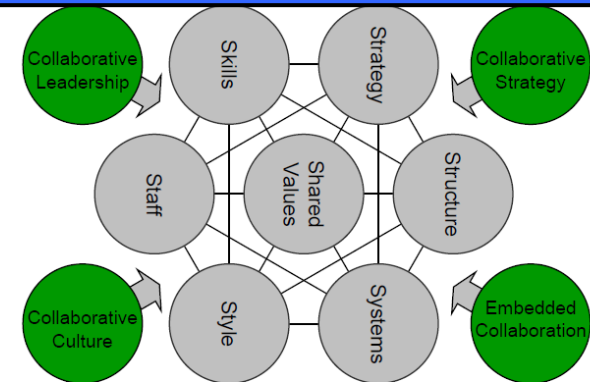 Collaborative
Leadership
Skills
Strategy
Collaborative
Strategy
Staff
Shared
Values
Structure
Collaborative
Culture
Style
Systems
Embedded
Collaboration